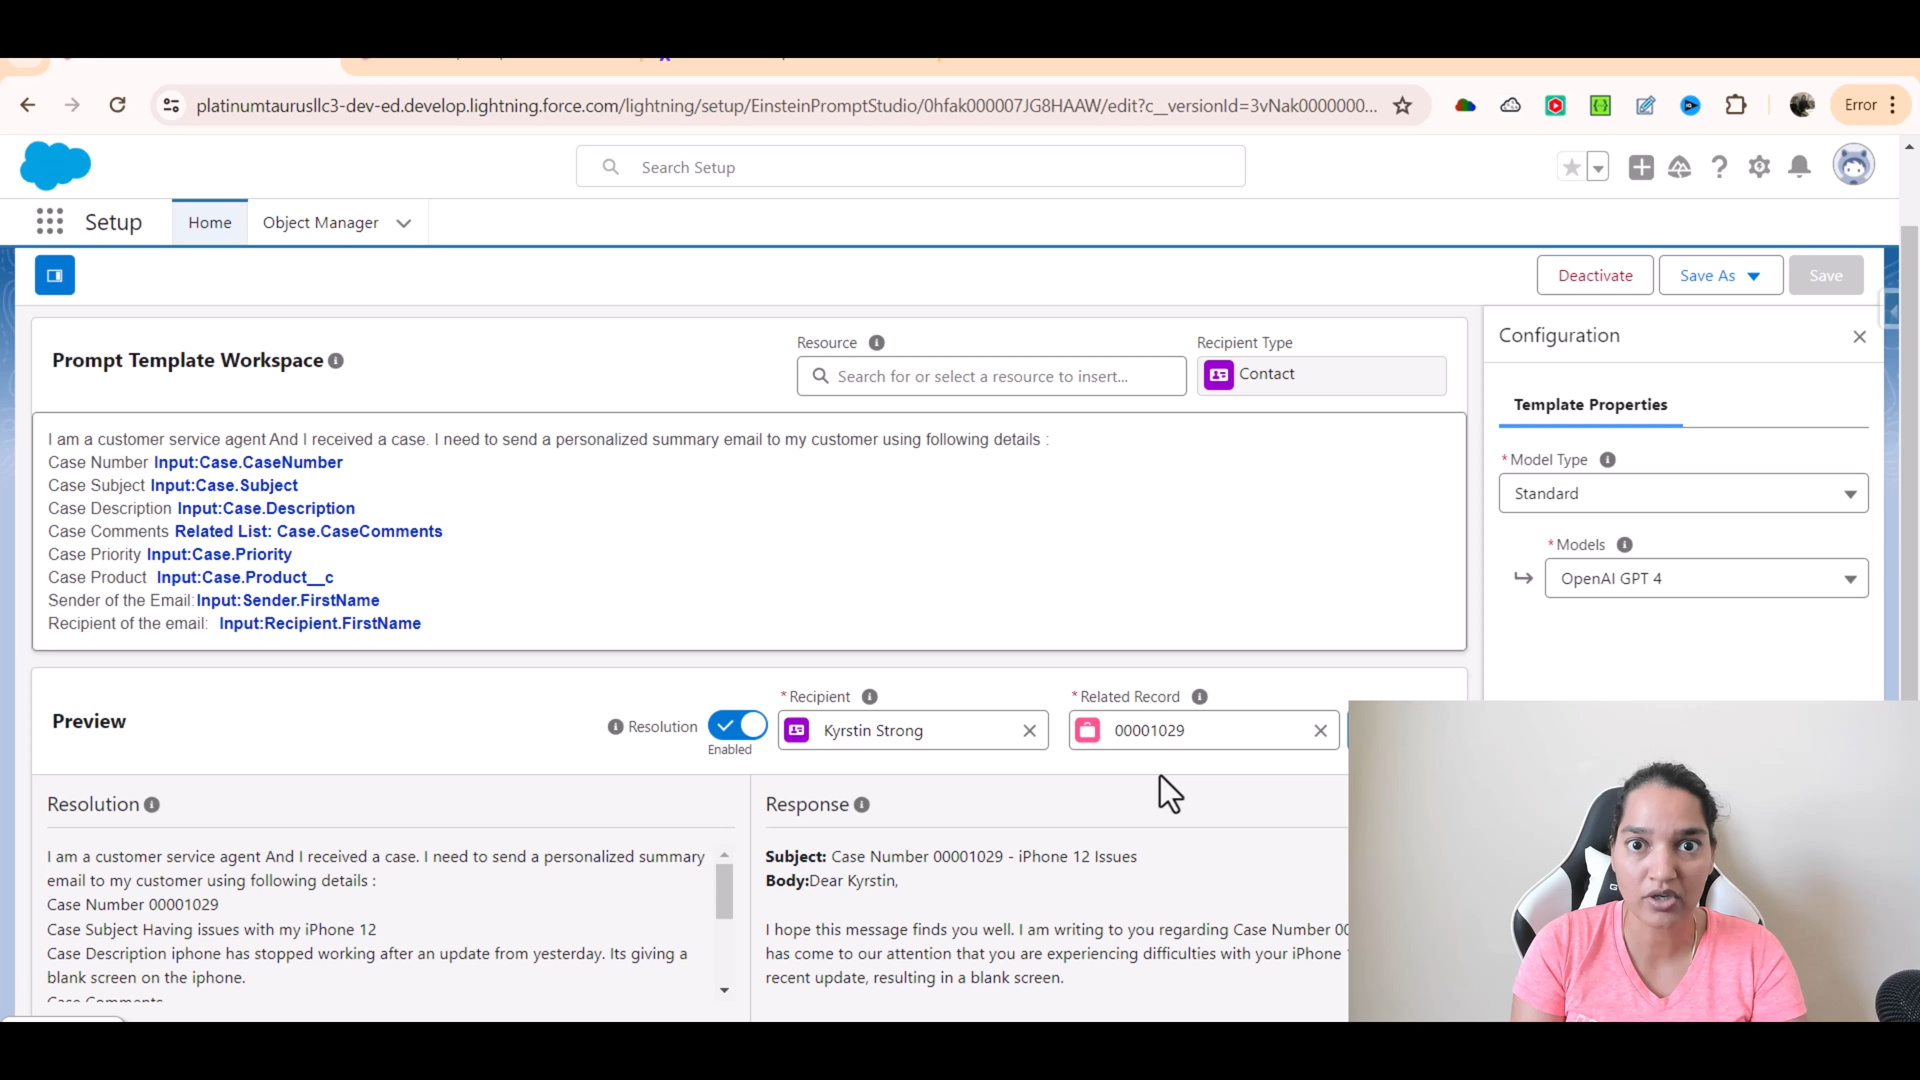 platinumtaurusllc3-dev-ed.develop.lightning.force.com/lightning/setup/EinsteinPromptStudio/0hfak000007JG8HAAW/edit?c__versionId=3vNak0000000...
Error
Search Setup
Setup
Home
Object Manager
Deactivate
Save As
Save
Prompt Template Workspace
Resource
Search for or select a resource to insert...
Recipient Type
Contact
Configuration
Template Properties
*Model Type
Standard
*Models
OpenAI GPT 4
I am a customer service agent And I received a case. I need to send a personalized summary email to my customer using following details :
Case Number Input:Case.CaseNumber
Case Subject Input:Case.Subject
Case Description Input:Case.Description
Case Comments Related List: Case.CaseComments
Case Priority Input:Case.Priority
Case Product Input:Case.Product__c
Sender of the Email:Input:Sender.FirstName
Recipient of the email: Input:Recipient.FirstName
Preview
Resolution
Enabled
*Recipient
Kyrstin Strong
*Related Record
00001029
Resolution
I am a customer service agent And I received a case. I need to send a personalized summary
email to my customer using following details :
Case Number 00001029
Case Subject Having issues with my iPhone 12
Case Description iphone has stopped working after an update from yesterday. Its giving a
blank screen on the iphone.
Case Comments
Response
Subject: Case Number 00001029 - iPhone 12 Issues
Body:Dear Kyrstin,
I hope this message finds you well. I am writing to you regarding Case Number 00
has come to our attention that you are experiencing difficulties with your iPhone
recent update, resulting in a blank screen.